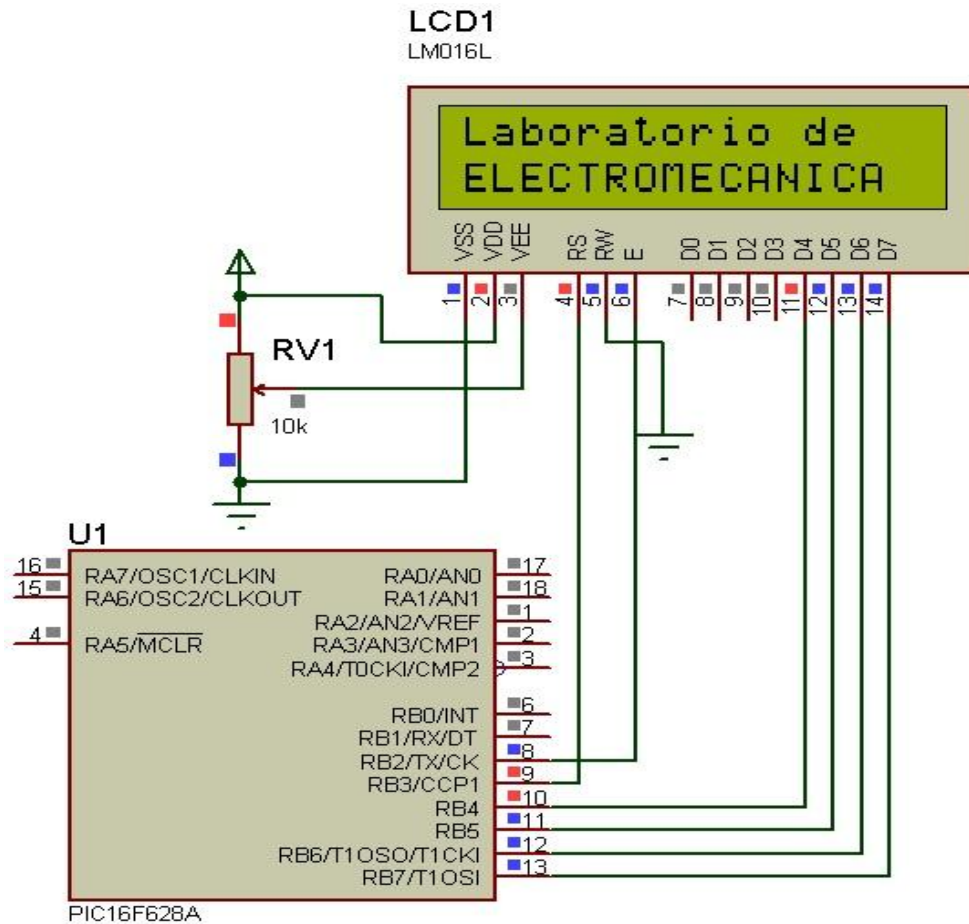 LCD1
LM016L
Laboratorio de
ELECTROMECANICA
VSS VDD VEE RS RW E D0 D1 D2 D3 D4 D5 D6 D7
1 2 3 4 5 6 7 8 9 10 11 12 13 14
RV1
10k
U1
16 RA7/OSC1/CLKIN RA0/AN0 17
15 RA6/OSC2/CLKOUT RA1/AN1 18
RA2/AN2/VREF 1
4 RA5/MCLR RA3/AN3/CMP1 2
RA4/T0CKI/CMP2 3
RB0/INT 6
RB1/RX/DT 7
RB2/TX/CK 8
RB3/CCP1 9
RB4 10
RB5 11
RB6/T1OSO/T1CKI 12
RB7/T1OSI 13
PIC16F628A